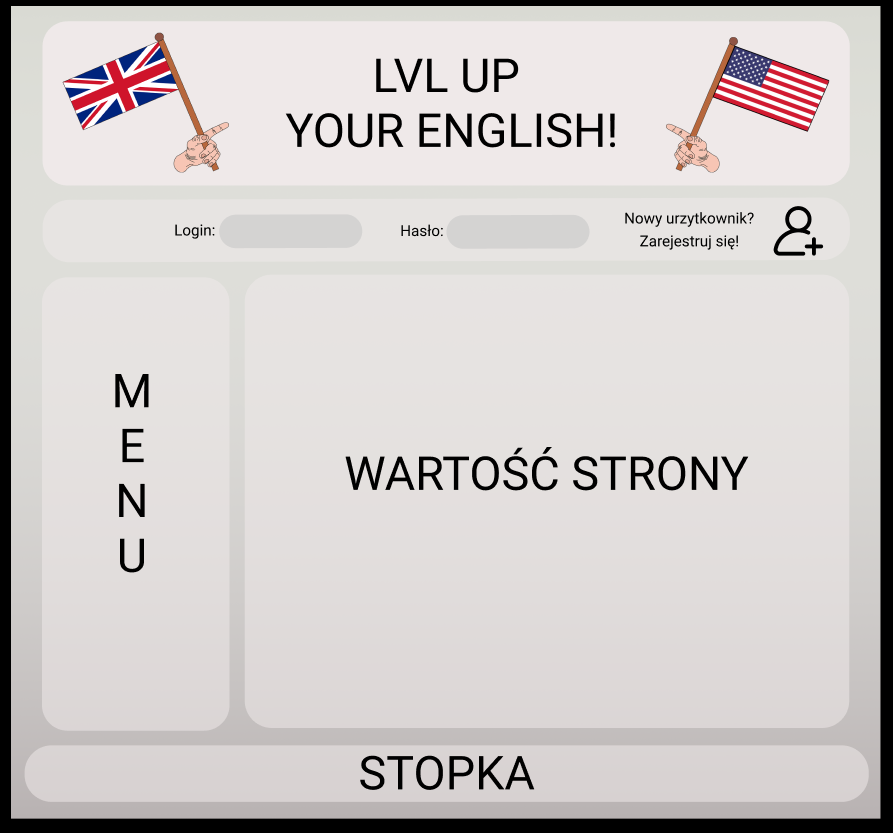 LVL UP
YOUR ENGLISH!
Login:
Hasło:
Nowy urzytkownik?
Zarejestruj się!
M
E
N
U
WARTOŚĆ STRONY
STOPKA